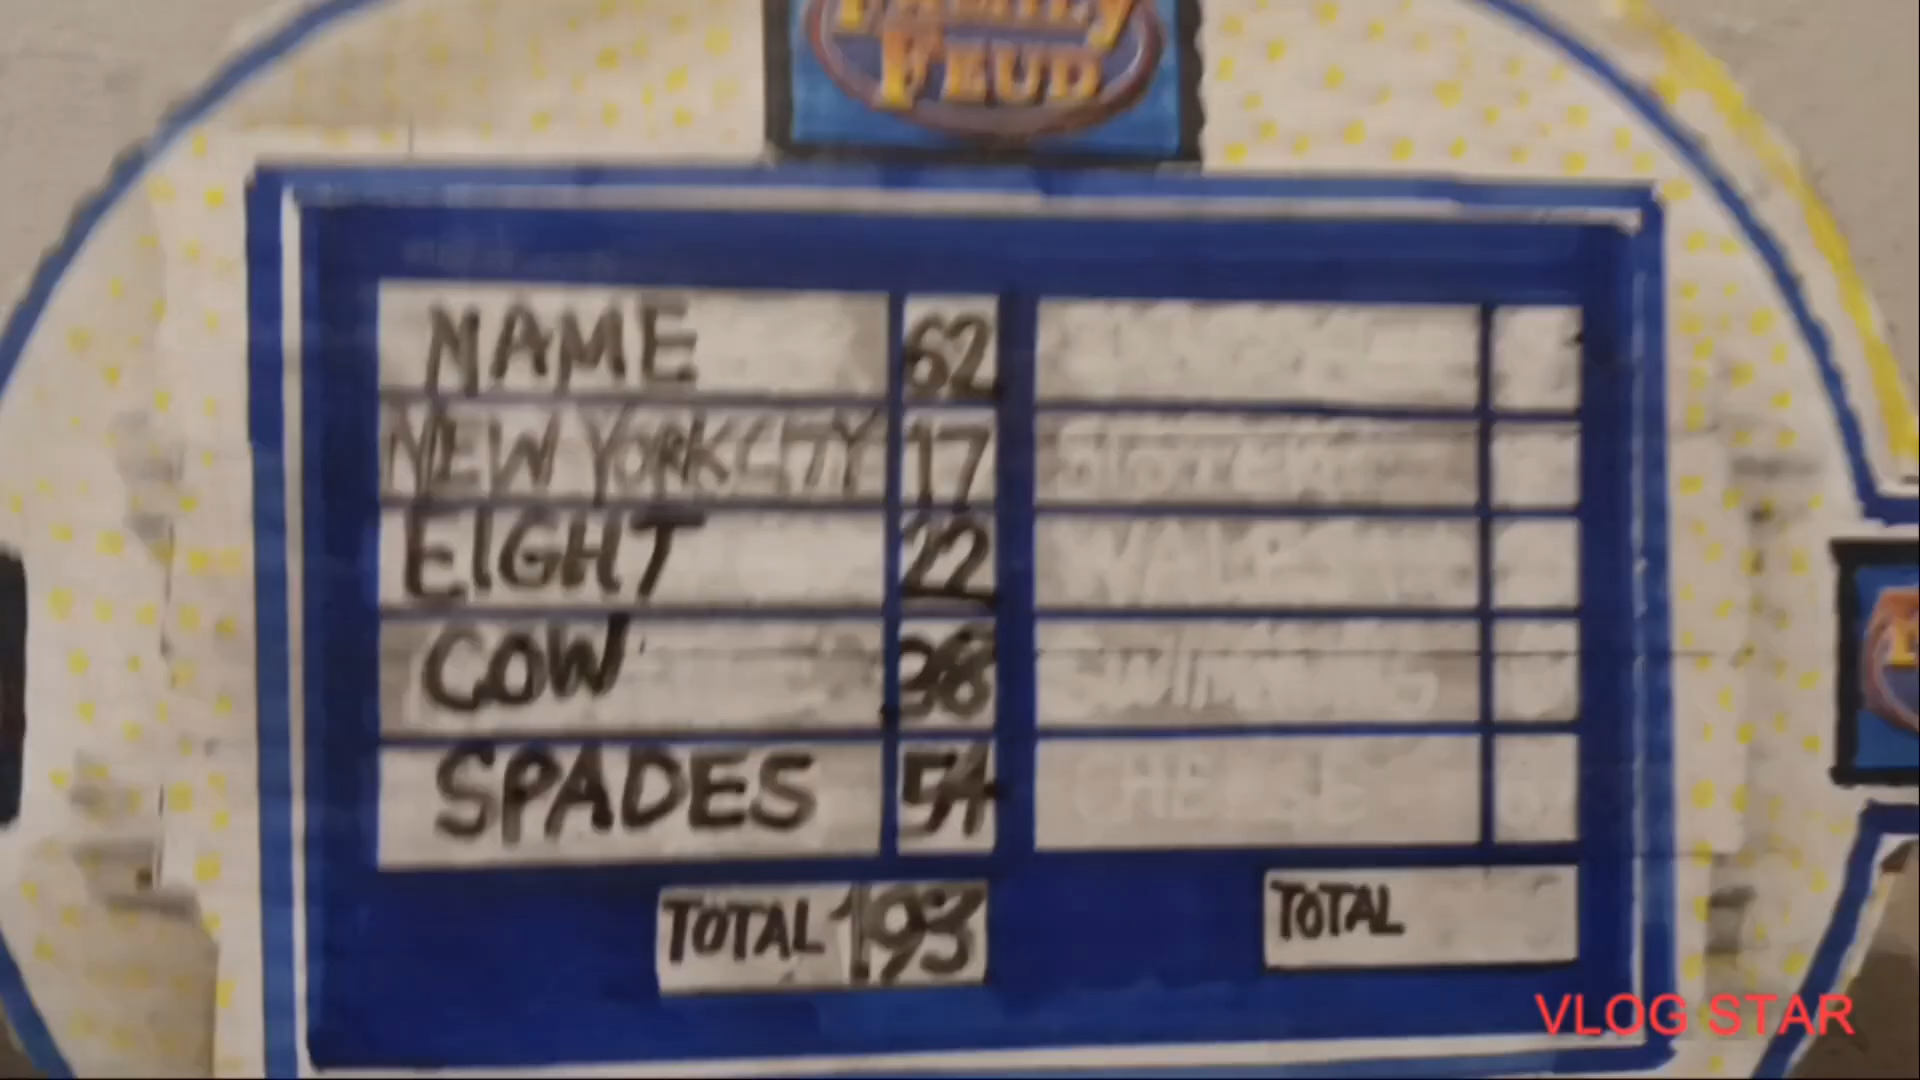 FAMILY
FEUD
NAME 62
NEW YORK CITY 17
EIGHT 22
COW 38
SPADES 54
TOTAL 193
TOTAL
VLOG STAR